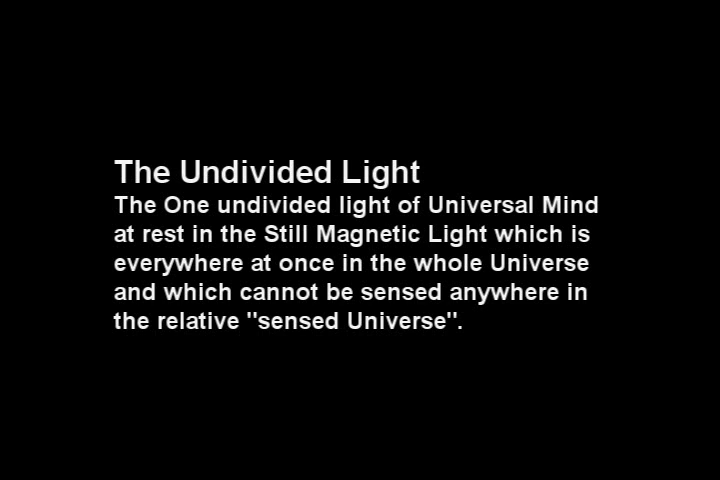 The Undivided Light
The One undivided light of Universal Mind
at rest in the Still Magnetic Light which is
everywhere at once in the whole Universe
and which cannot be sensed anywhere in
the relative "sensed Universe".